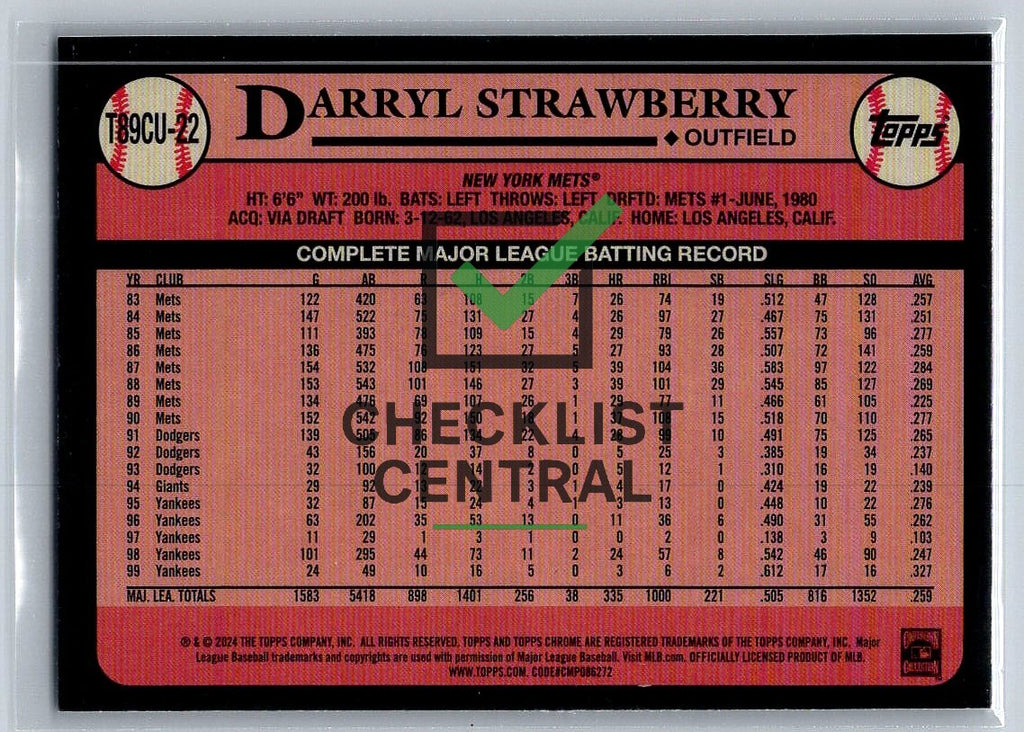 T89CU-22
DARRYL STRAWBERRY
OUTFIELD
topps
NEW YORK METS®
HT: 6'6" WT: 200 lb. BATS: LEFT THROWS: LEFT DRFTD: METS #1-JUNE, 1980
ACQ: VIA DRAFT BORN: 3-12-62, LOS ANGELES, CALIF. HOME: LOS ANGELES, CALIF.
COMPLETE MAJOR LEAGUE BATTING RECORD
YR CLUB G AB R H 2B 3B HR RBI SB SLG BB SO AVG
83 Mets 122 420 63 108 15 7 26 74 19 .512 47 128 .257
84 Mets 147 522 75 131 27 4 26 97 27 .467 75 131 .251
85 Mets 111 393 78 109 15 4 29 79 26 .557 73 96 .277
86 Mets 136 475 76 123 27 5 27 93 28 .507 72 141 .259
87 Mets 154 532 108 151 32 5 39 104 36 .583 97 122 .284
88 Mets 153 543 101 146 27 3 39 101 29 .545 85 127 .269
89 Mets 134 476 69 107 26 1 29 77 11 .466 61 105 .225
90 Mets 152 542 92 150 18 1 37 108 15 .518 70 110 .277
91 Dodgers 139 505 86 134 22 4 28 99 10 .491 75 125 .265
92 Dodgers 43 156 20 37 8 0 5 25 3 .385 19 34 .237
93 Dodgers 32 100 12 14 2 0 5 12 1 .310 16 19 .140
94 Giants 29 92 13 22 3 1 4 17 0 .424 19 22 .239
95 Yankees 32 87 15 24 4 1 3 13 0 .448 10 22 .276
96 Yankees 63 202 35 53 13 0 11 36 6 .490 31 55 .262
97 Yankees 11 29 1 3 1 0 0 2 0 .138 3 9 .103
98 Yankees 101 295 44 73 11 2 24 57 8 .542 46 90 .247
99 Yankees 24 49 10 16 5 0 3 6 2 .612 17 16 .327
MAJ. LEA. TOTALS 1583 5418 898 1401 256 38 335 1000 221 .505 816 1352 .259
CHECKLIST
CENTRAL
® & © 2024 THE TOPPS COMPANY, INC. ALL RIGHTS RESERVED. TOPPS AND TOPPS CHROME ARE REGISTERED TRADEMARKS OF THE TOPPS COMPANY, INC. Major
League Baseball trademarks and copyrights are used with permission of Major League Baseball. Visit MLB.com. OFFICIALLY LICENSED PRODUCT OF MLB.
WWW.TOPPS.COM. CODE#CMP086272